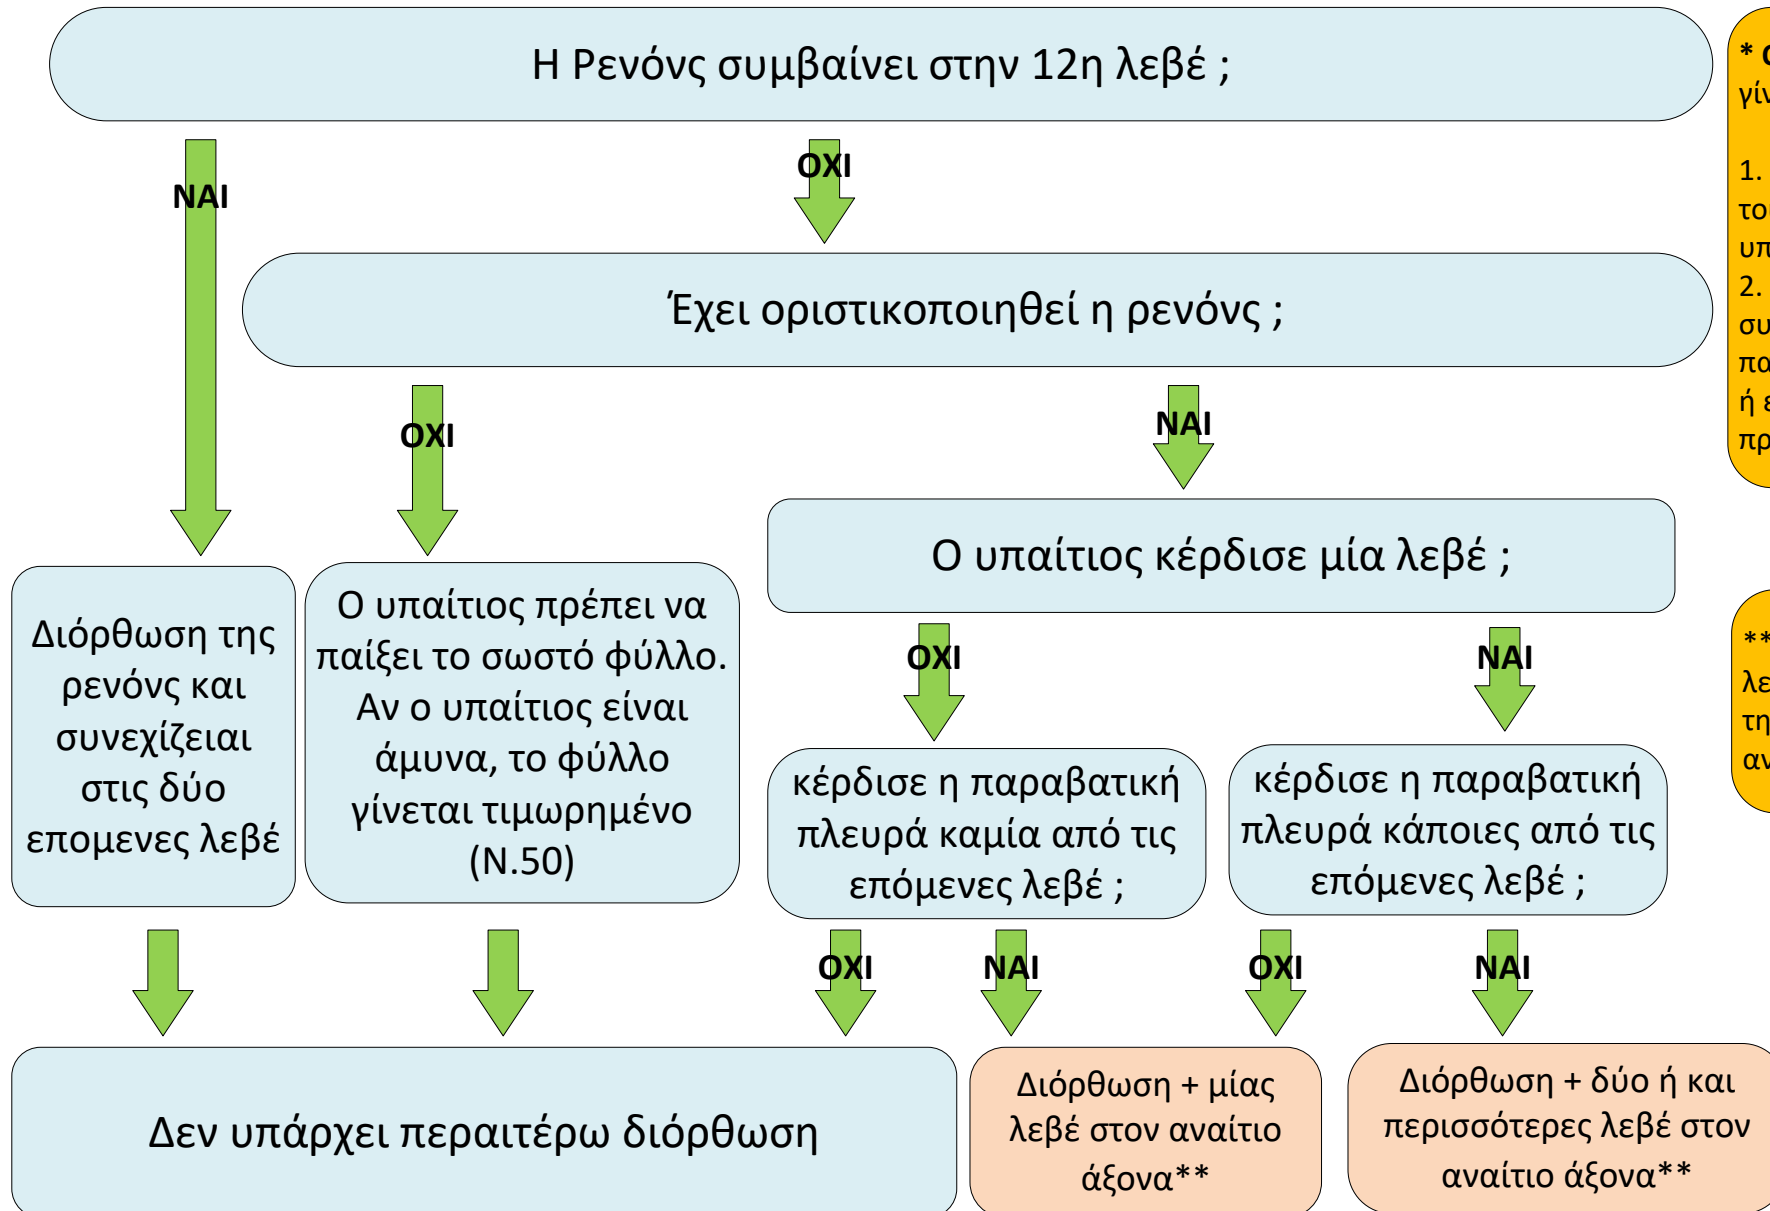 Η Ρενόνς συμβαίνει στην 12η λεβέ ;
ΝΑΙ
ΟΧΙ
Έχει οριστικοποιηθεί η ρενόνς ;
ΟΧΙ
ΝΑΙ
Ο υπαίτιος κέρδισε μία λεβέ ;
Διόρθωση της
ρενόνς και
συνεχίζειαι
στις δύο
επομενες λεβέ
Ο υπαίτιος πρέπει να
παίξει το σωστό φύλλο.
Αν ο υπαίτιος είναι
άμυνα, το φύλλο
γίνεται τιμωρημένο
(Ν.50)
ΟΧΙ
ΝΑΙ
κέρδισε η παραβατική
πλευρά καμία από τις
επόμενες λεβέ ;
κέρδισε η παραβατική
πλευρά κάποιες από τις
επόμενες λεβέ ;
ΟΧΙ
ΝΑΙ
ΟΧΙ
ΝΑΙ
Δεν υπάρχει περαιτέρω διόρθωση
Διόρθωση + μίας
λεβέ στον αναίτιο
άξονα**
Διόρθωση + δύο ή και
περισσότερες λεβέ στον
αναίτιο άξονα**
*
1.
2.
ή
**